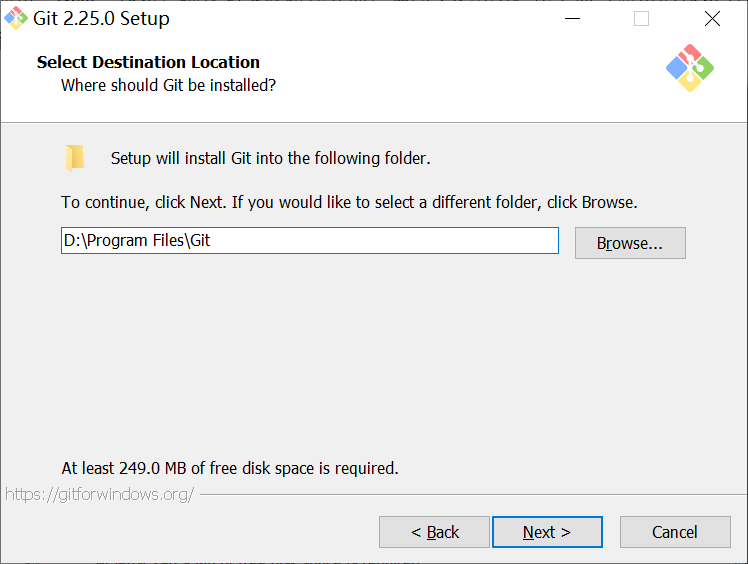 Git 2.25.0 Setup
Select Destination Location
Where should Git be installed?
Setup will install Git into the following folder.
To continue, click Next. If you would like to select a different folder, click Browse.
D:\Program Files\Git
Browse...
At least 249.0 MB of free disk space is required.
https://gitforwindows.org/
< Back
Next >
Cancel